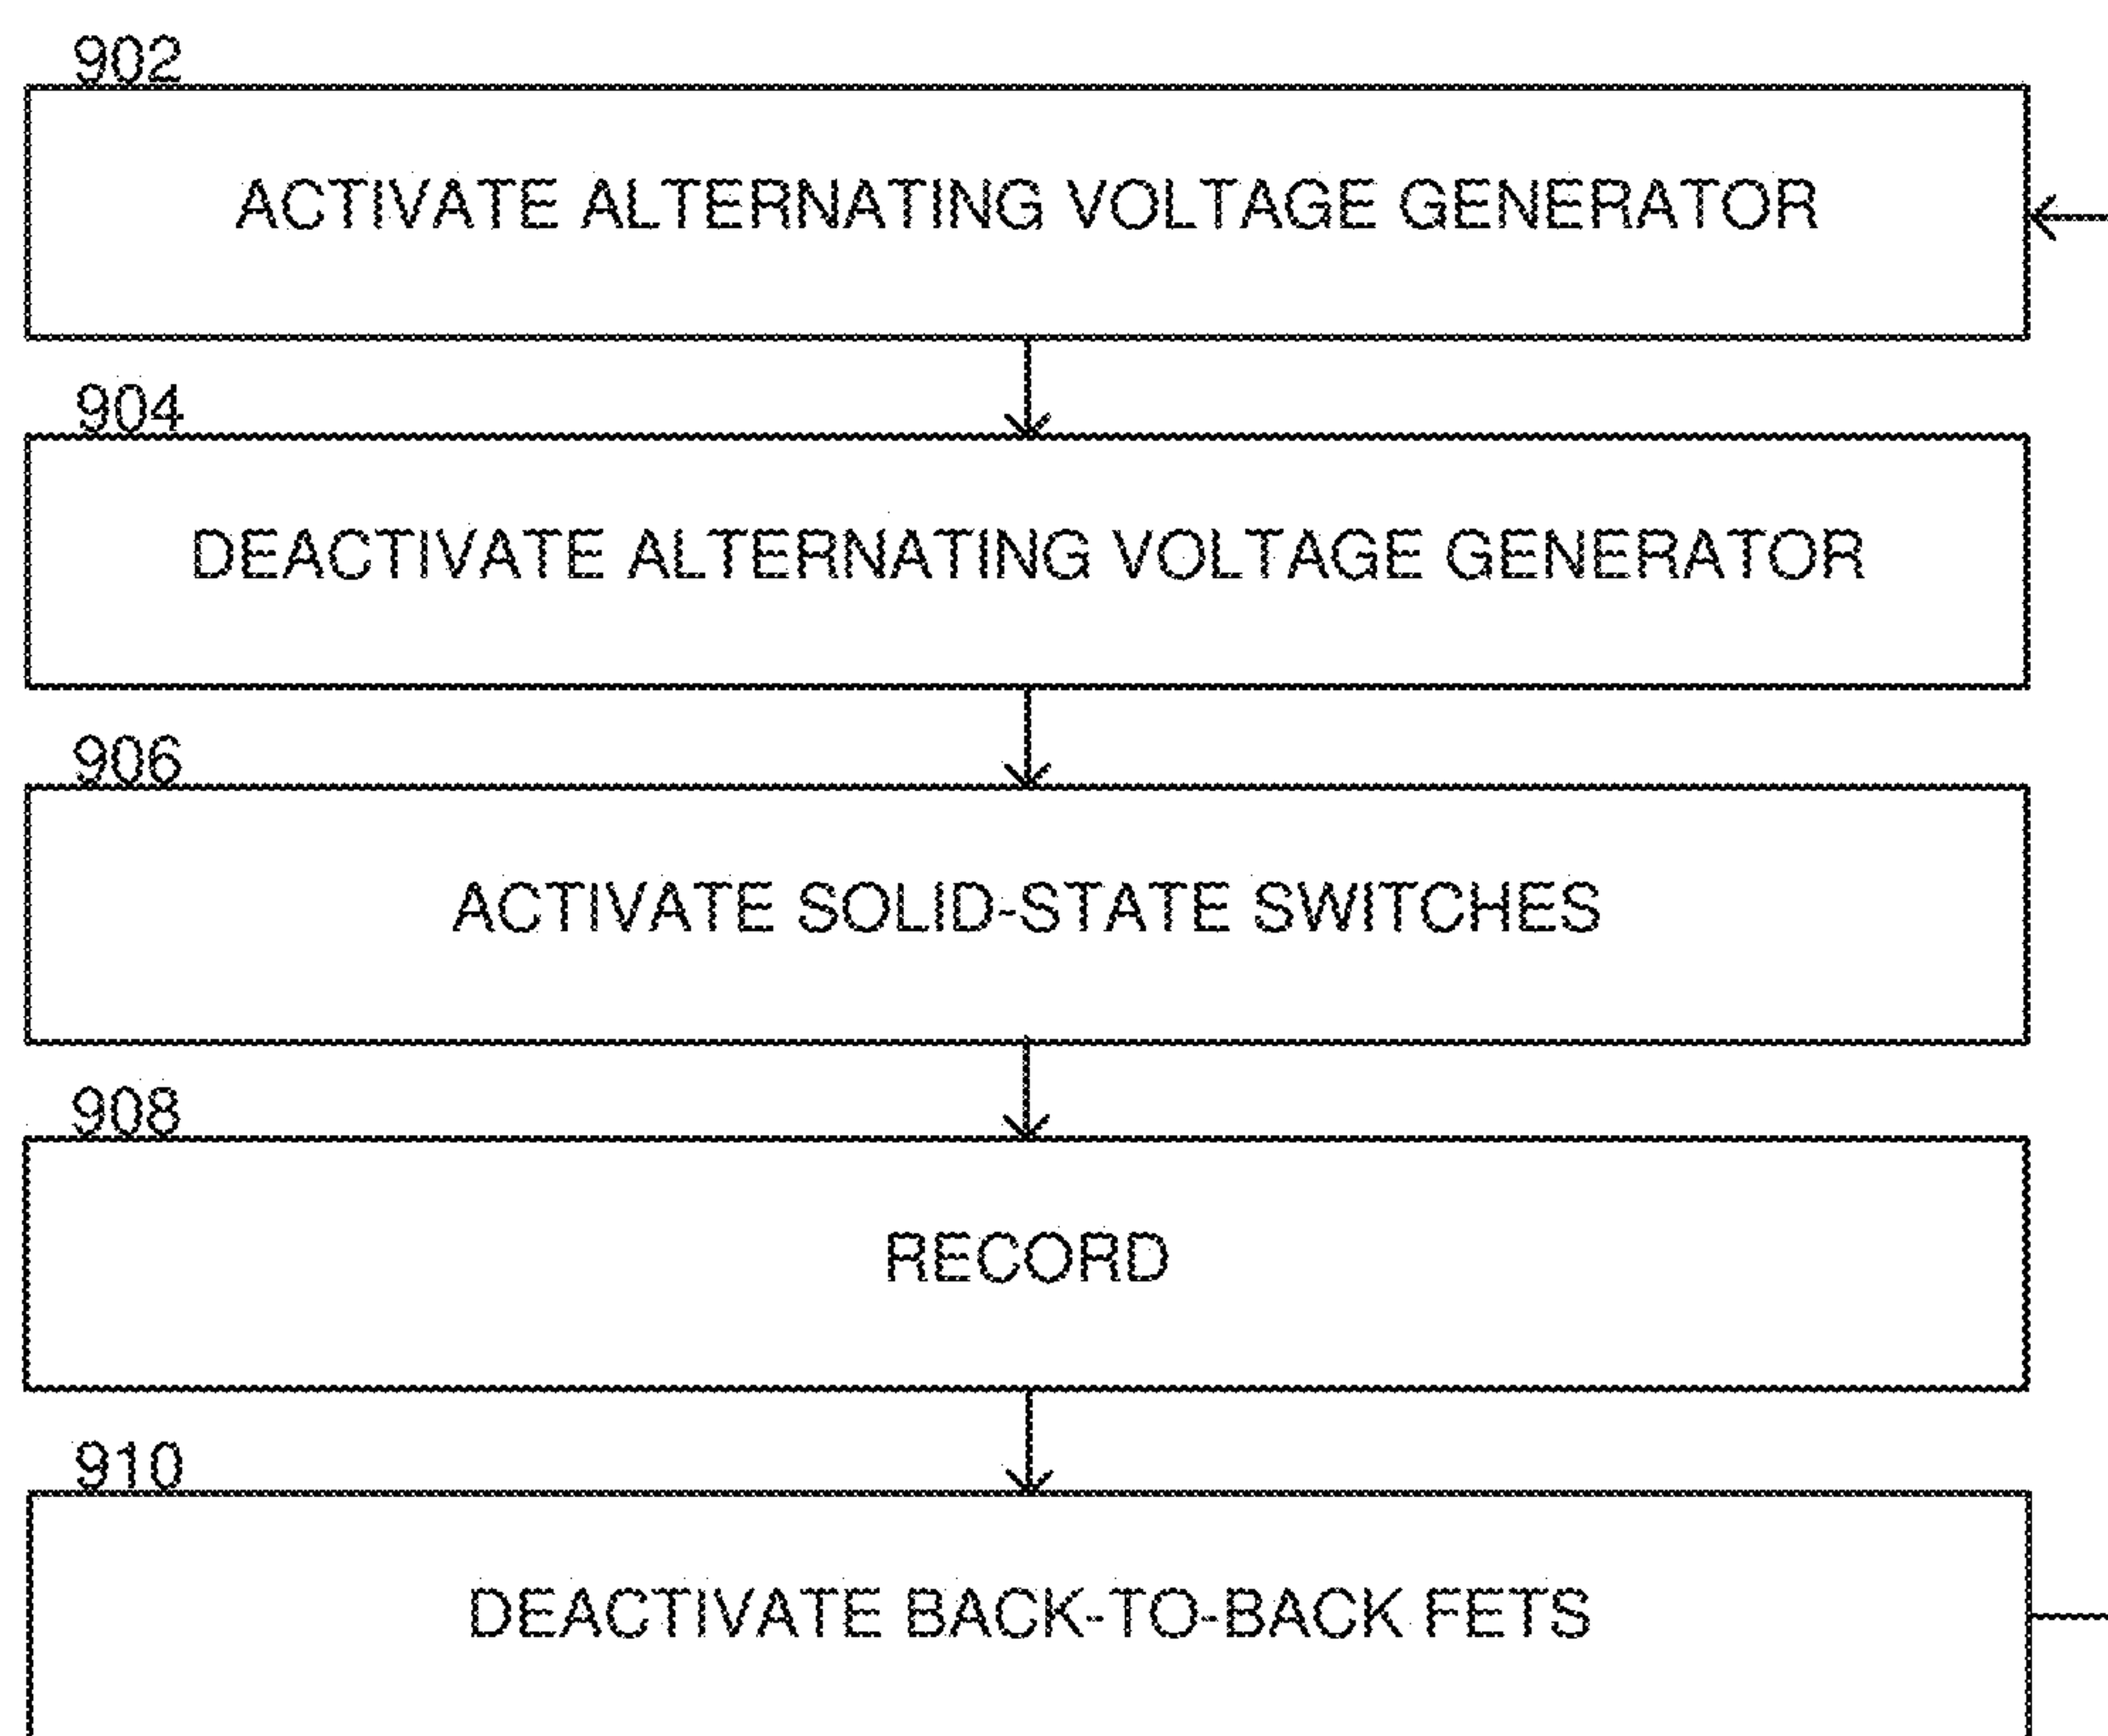 902
ACTIVATE ALTERNATING VOLTAGE GENERATOR
904
DEACTIVATE ALTERNATING VOLTAGE GENERATOR
906
ACTIVATE SOLID-STATE SWITCHES
908
RECORD
910
DEACTIVATE BACK-TO-BACK FETS